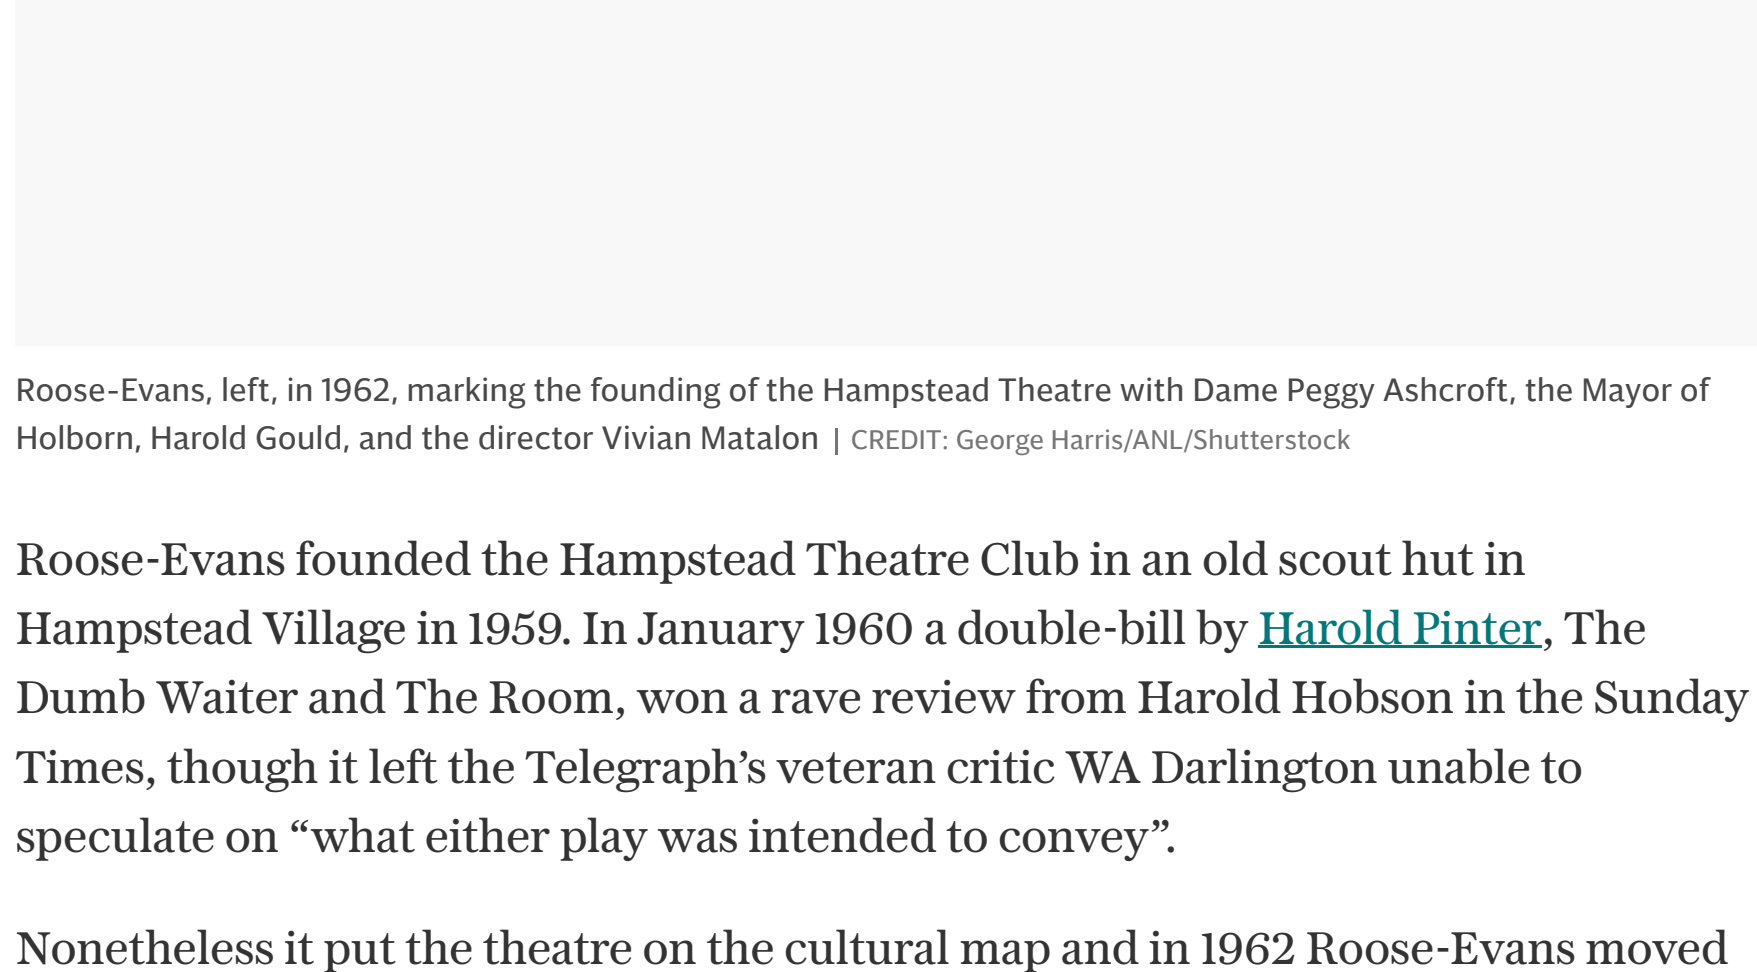 Roose-Evans, left, in 1962, marking the founding of the Hampstead Theatre with Dame Peggy Ashcroft, the Mayor of
Holborn, Harold Gould, and the director Vivian Matalon | CREDIT: George Harris/ANL/Shutterstock
Roose-Evans founded the Hampstead Theatre Club in an old scout hut in
Hampstead Village in 1959. In January 1960 a double-bill by Harold Pinter, The
Dumb Waiter and The Room, won a rave review from Harold Hobson in the Sunday
Times, though it left the Telegraph’s veteran critic WA Darlington unable to
speculate on “what either play was intended to convey”.
Nonetheless it put the theatre on the cultural map and in 1962 Roose-Evans moved